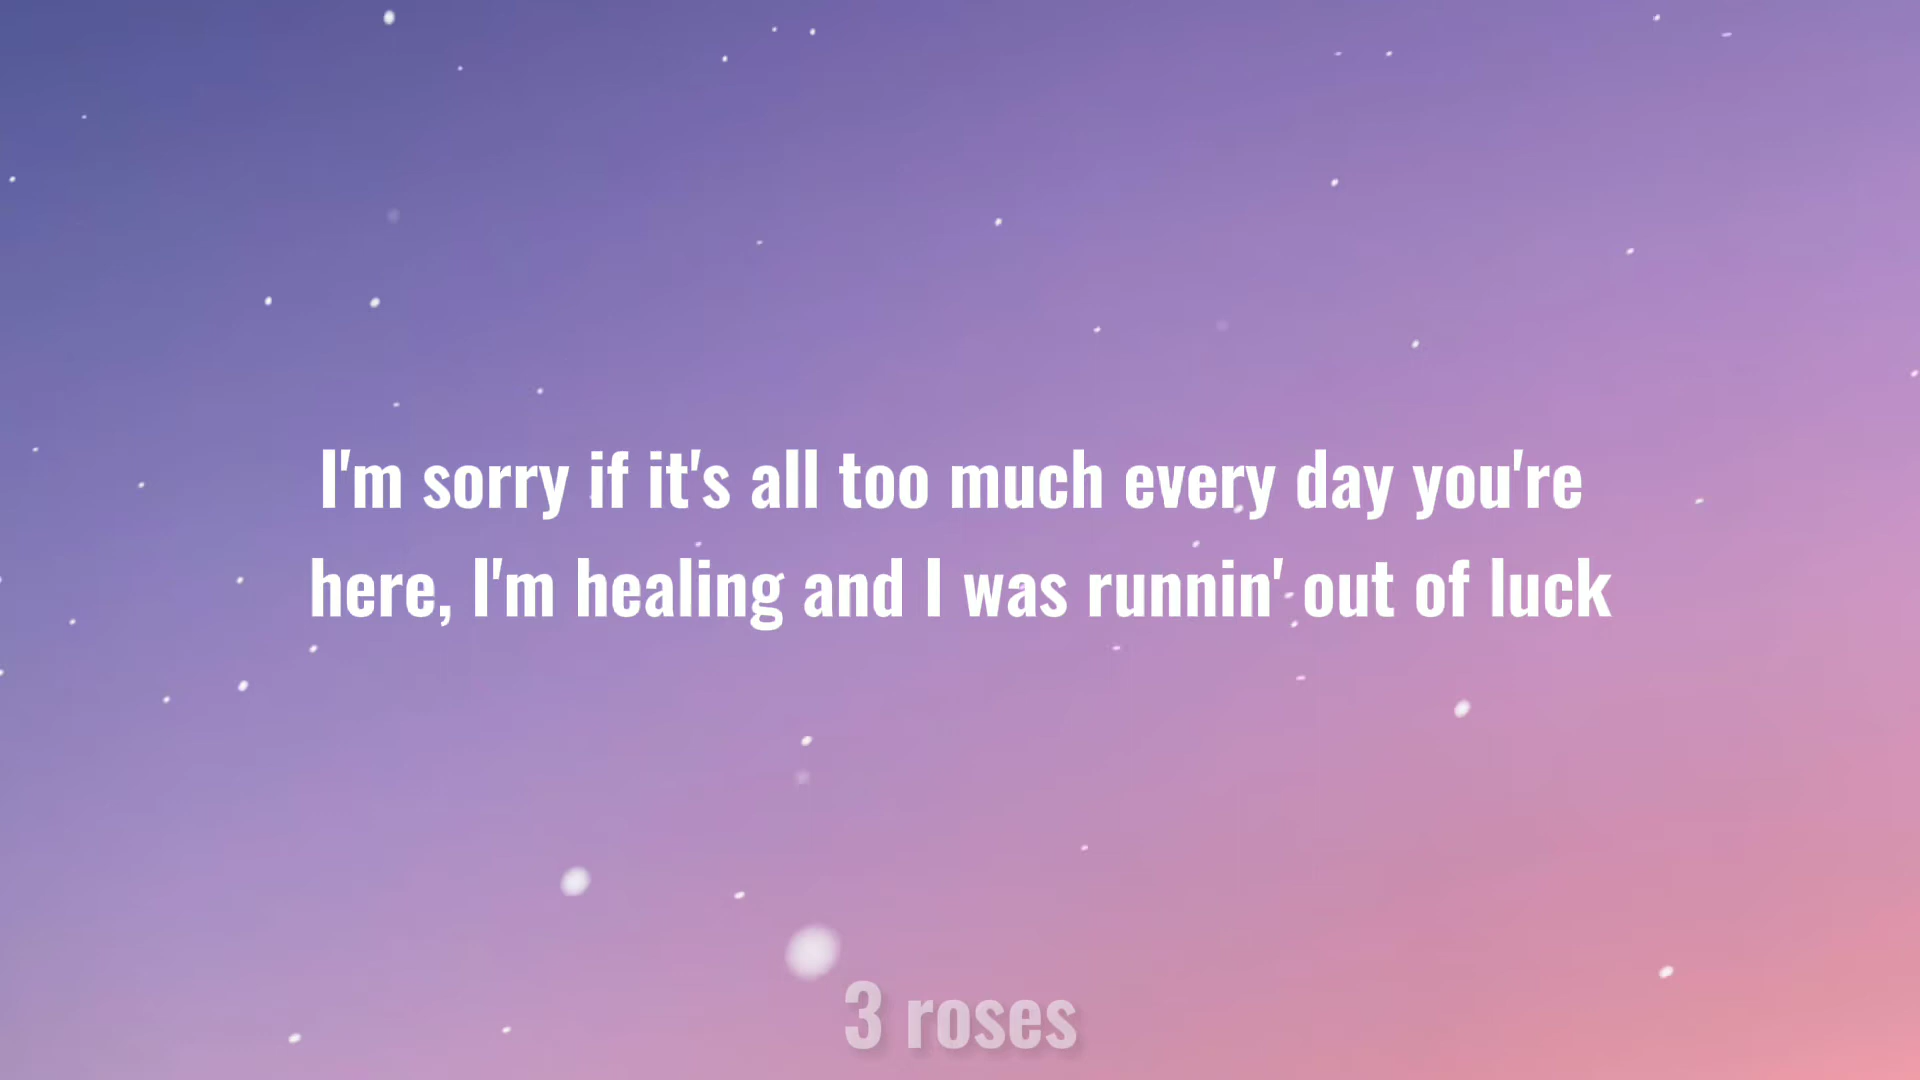 I'm sorry if it's all too much every day you're
here, I'm healing and I was runnin' out of luck
3 roses